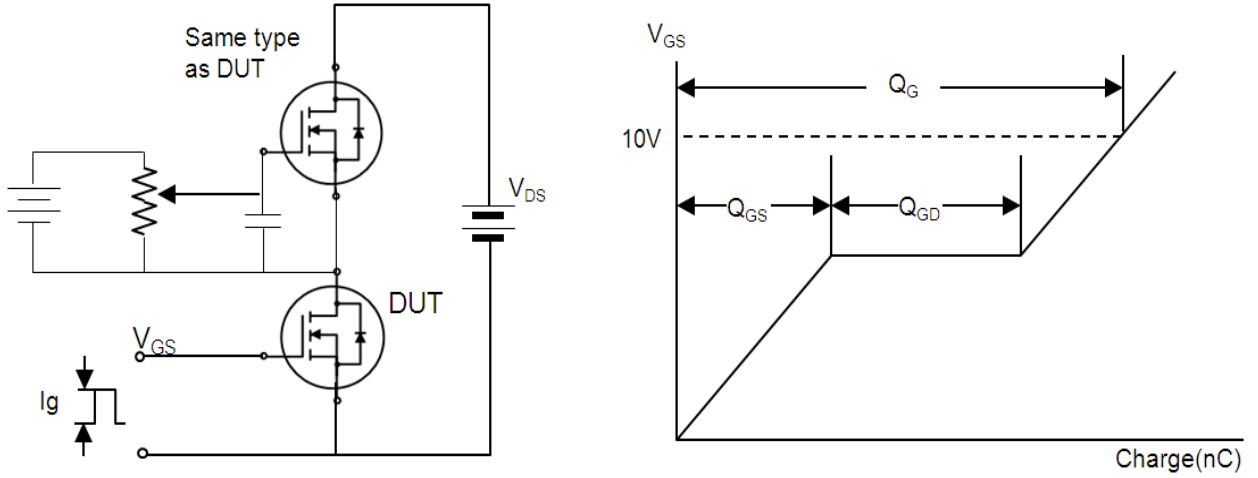 Same type
as DUT
V_DS
DUT
V_GS
Ig
V_GS
Q_G
10V
Q_GS
Q_GD
Charge(nC)